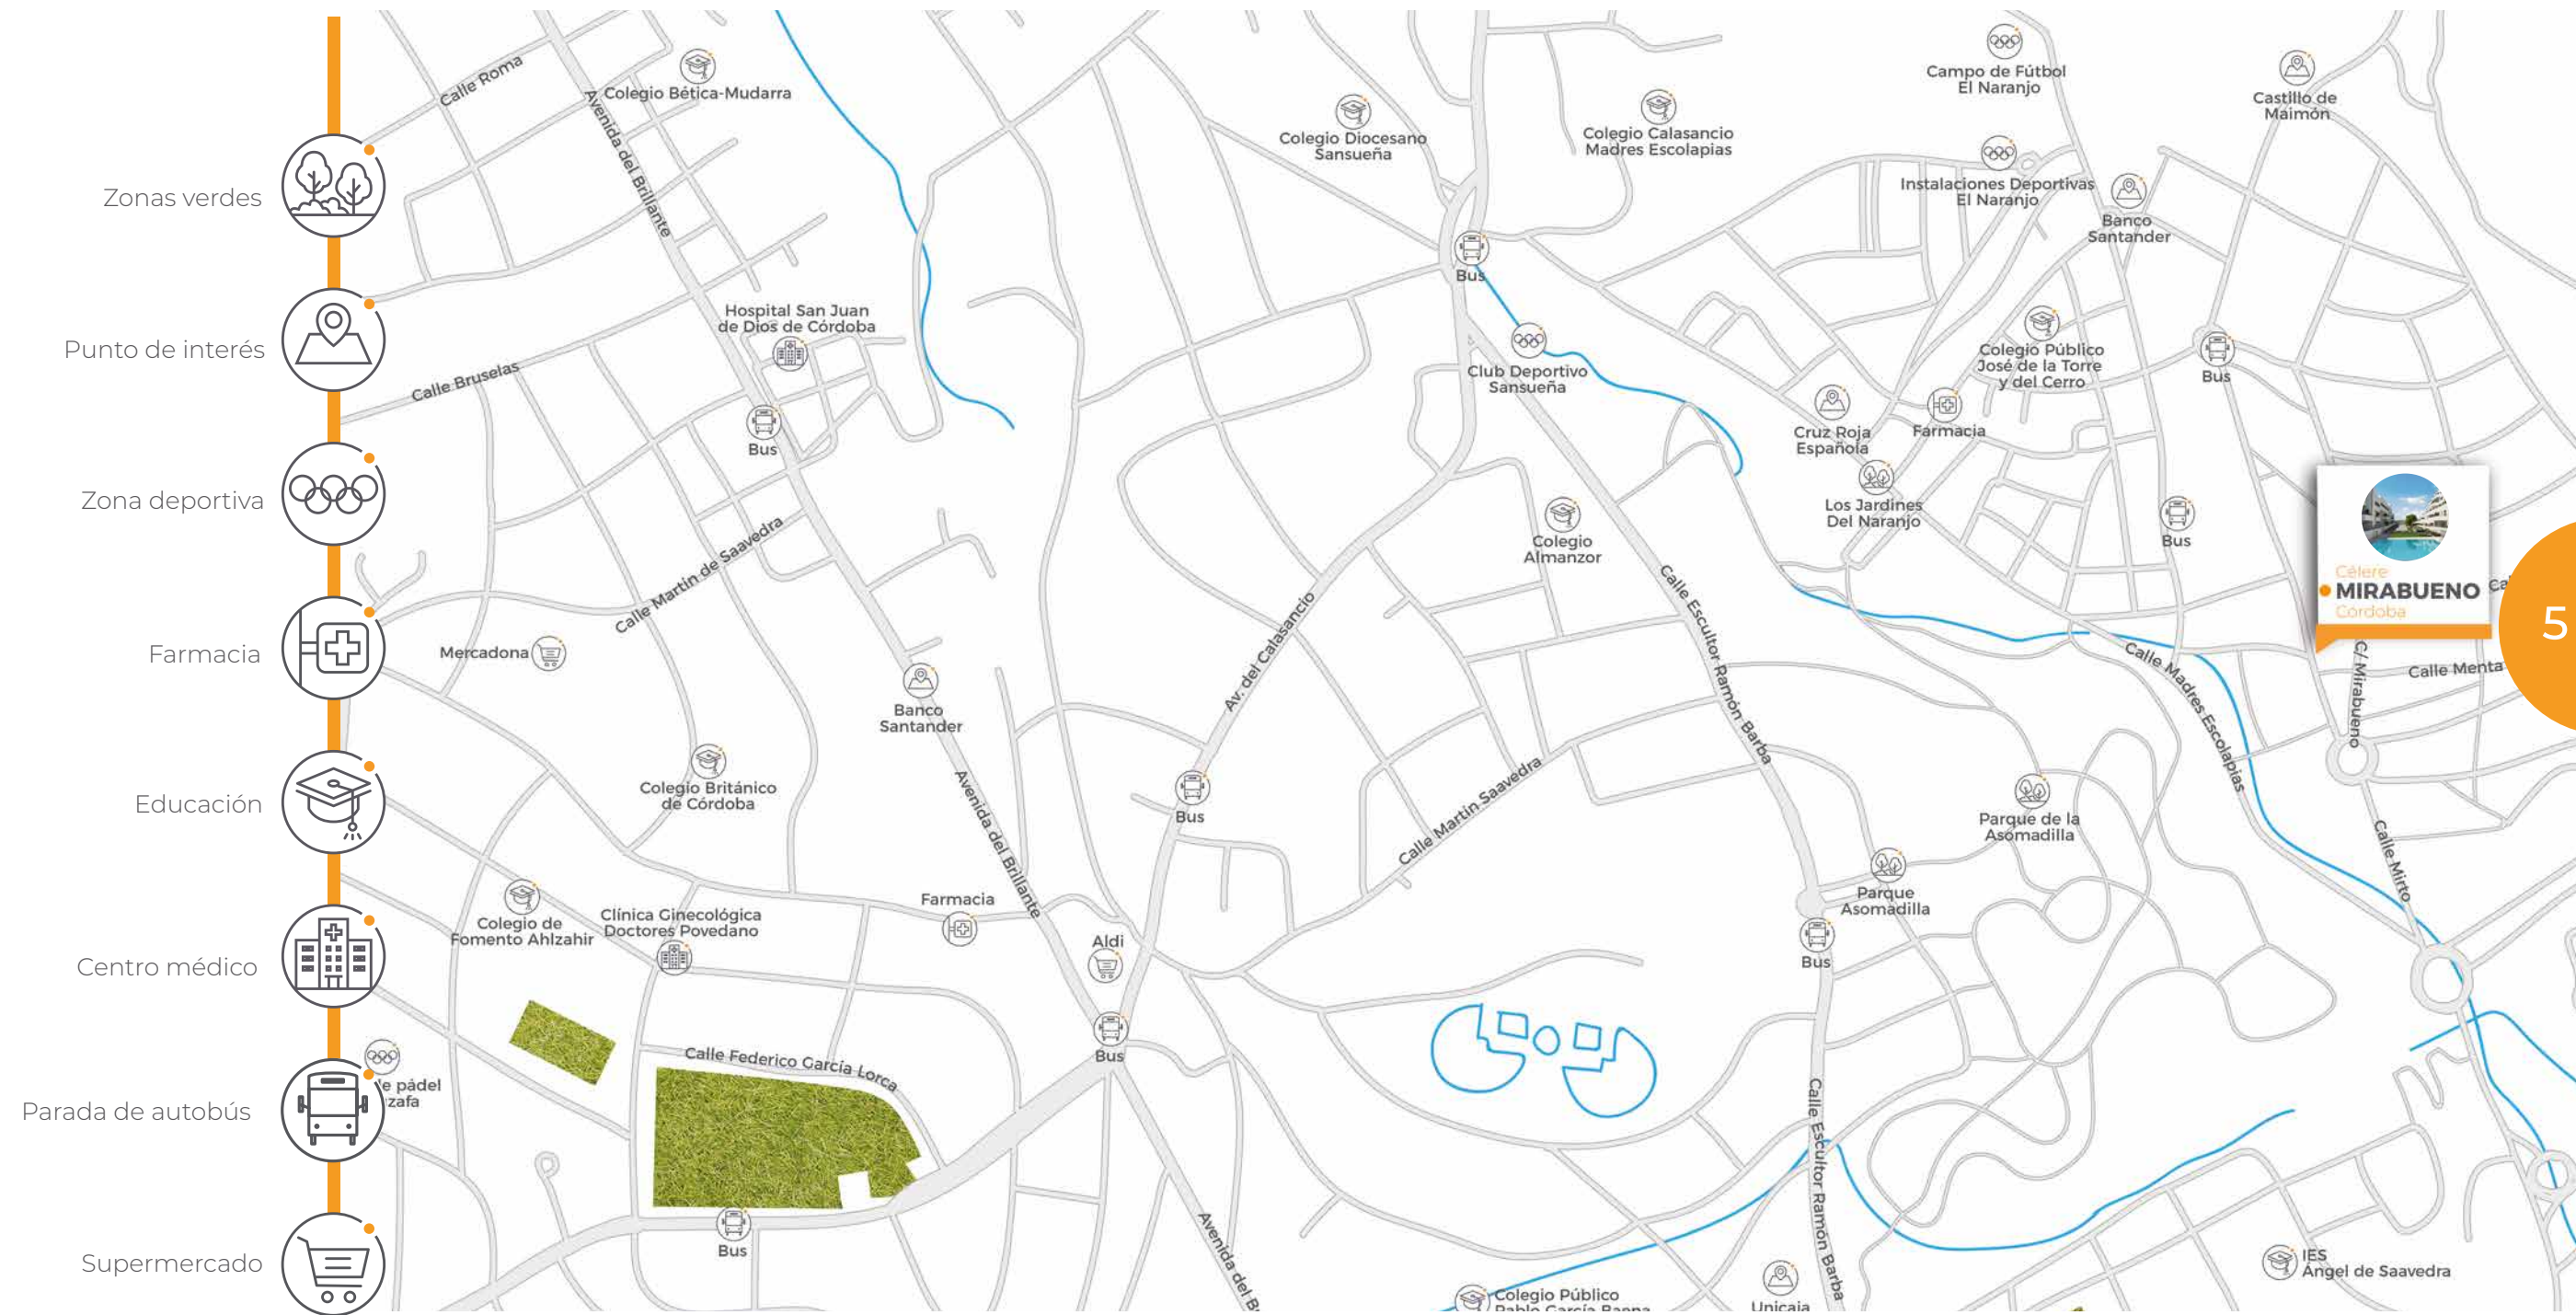 Zonas verdes
Punto de interés
Zona deportiva
Farmacia
Educación
Centro médico
Parada de autobús
Supermercado
Calle Roma
Colegio Bética-Mudarra
Avenida del Brillante
Hospital San Juan
de Dios de Córdoba
Calle Bruselas
Bus
Calle Martín de Saavedra
Mercadona
Banco
Santander
Colegio Británico
de Córdoba
Avenida del Brillante
Colegio de
Fomento Ahlzahir
Clínica Ginecológica
Doctores Povedano
Farmacia
Aldi
Bus
Calle Federico García Lorca
pádel
Bus
Avenida del B
Colegio Diocesano
Sansueña
Colegio Calasancio
Madres Escolapias
Bus
Club Deportivo
Sansueña
Colegio
Almanzor
Av. del Calasancio
Bus
Calle Martín Saavedra
Calle Escultor Ramón Barba
Campo de Fútbol
El Naranjo
Instalaciones Deportivas
El Naranjo
Castillo de
Maimón
Banco
Santander
Colegio Público
José de la Torre
y del Cerro
Bus
Cruz Roja
Española
Farmacia
Los Jardines
Del Naranjo
Bus
Célere
MIRABUENO
Córdoba
5
Calle Madres Escolapias
C/ Mirabueno
Calle Menta
Calle Mirto
Parque de la
Asomadilla
Parque
Asomadilla
Bus
Calle Escultor Ramón Barba
IES
Ángel de Saavedra
Colegio Público
Unicaja